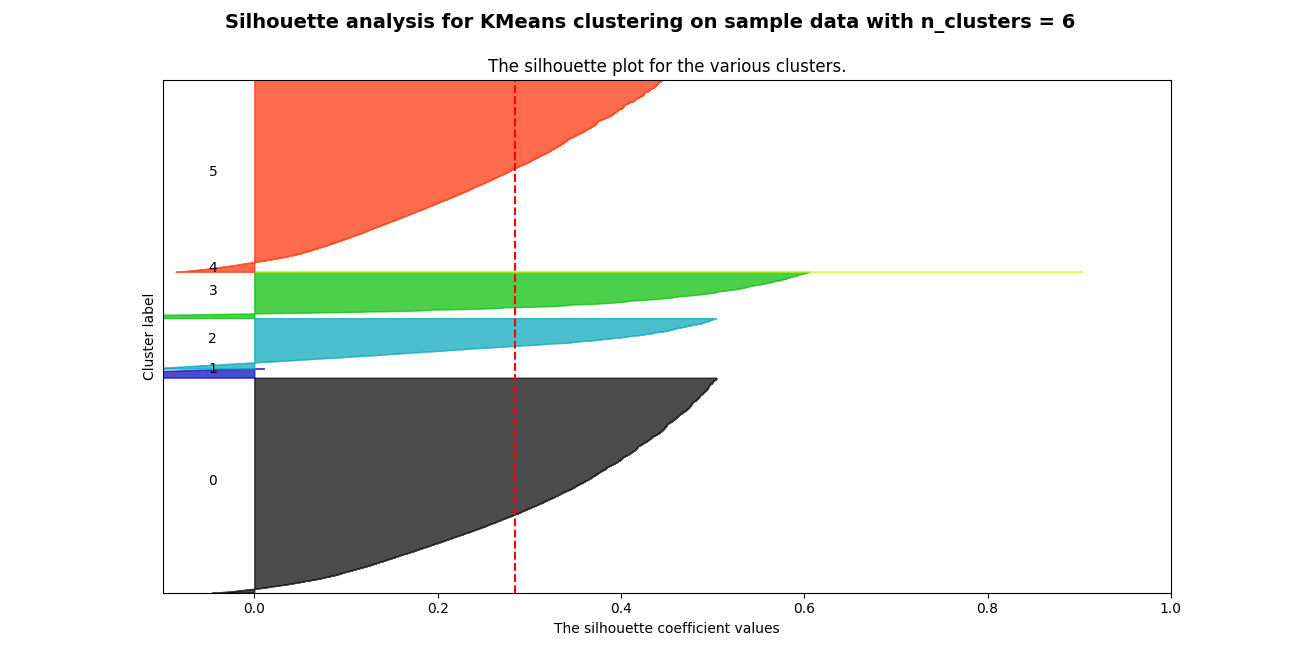 Silhouette analysis for KMeans clustering on sample data with n_clusters = 6
The silhouette plot for the various clusters.
5
4
3
2
1
0
Cluster label
0.0 0.2 0.4 0.6 0.8 1.0
The silhouette coefficient values